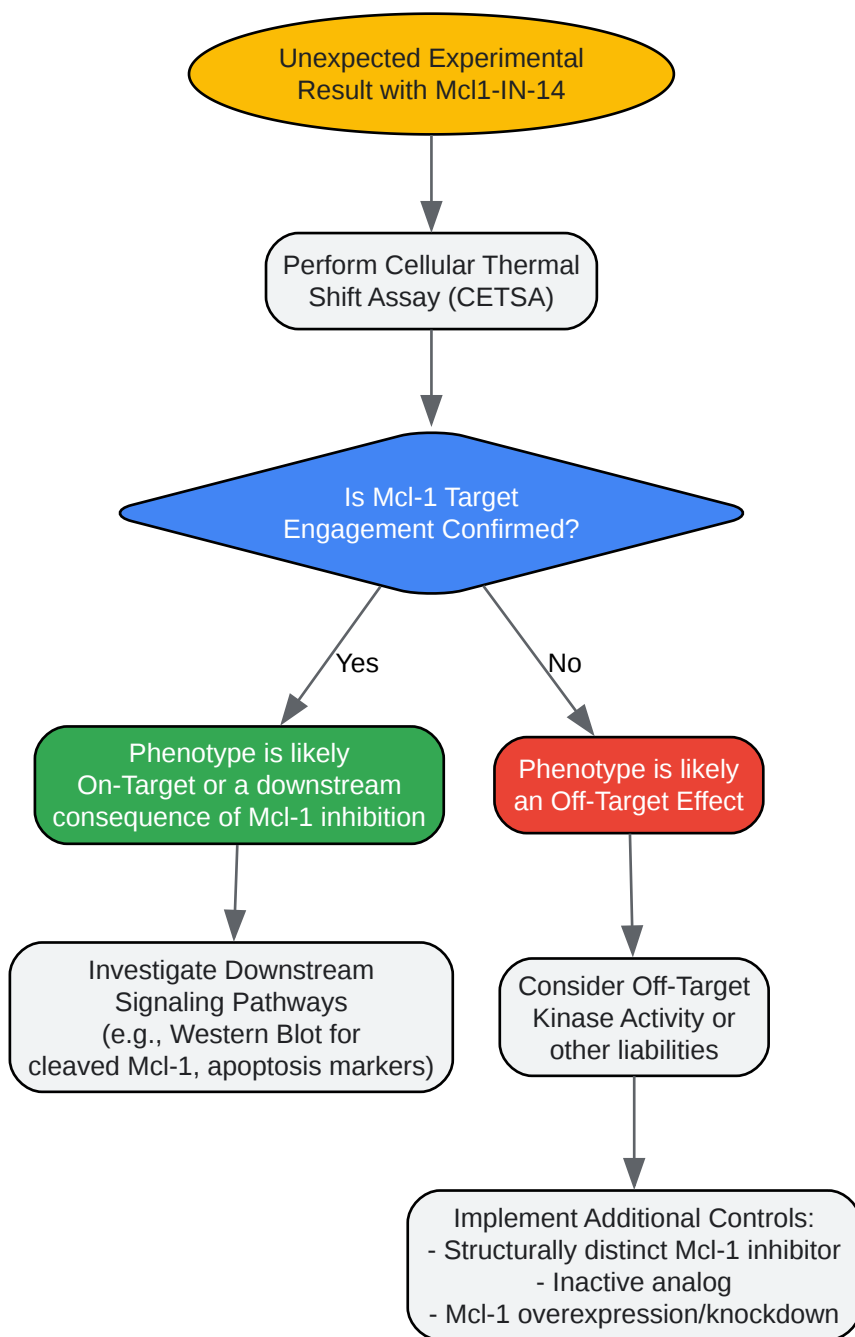 Unexpected Experimental
Result with Mcl1-IN-14
Perform Cellular Thermal
Shift Assay (CETSA)
Is Mcl-1 Target
Engagement Confirmed?
Yes
No
Phenotype is likely
On-Target or a downstream
consequence of Mcl-1 inhibition
Phenotype is likely
an Off-Target Effect
Investigate Downstream
Signaling Pathways
(e.g., Western Blot for
cleaved Mcl-1, apoptosis markers)
Consider Off-Target
Kinase Activity or
other liabilities
Implement Additional Controls:
- Structurally distinct Mcl-1 inhibitor
- Inactive analog
- Mcl-1 overexpression/knockdown